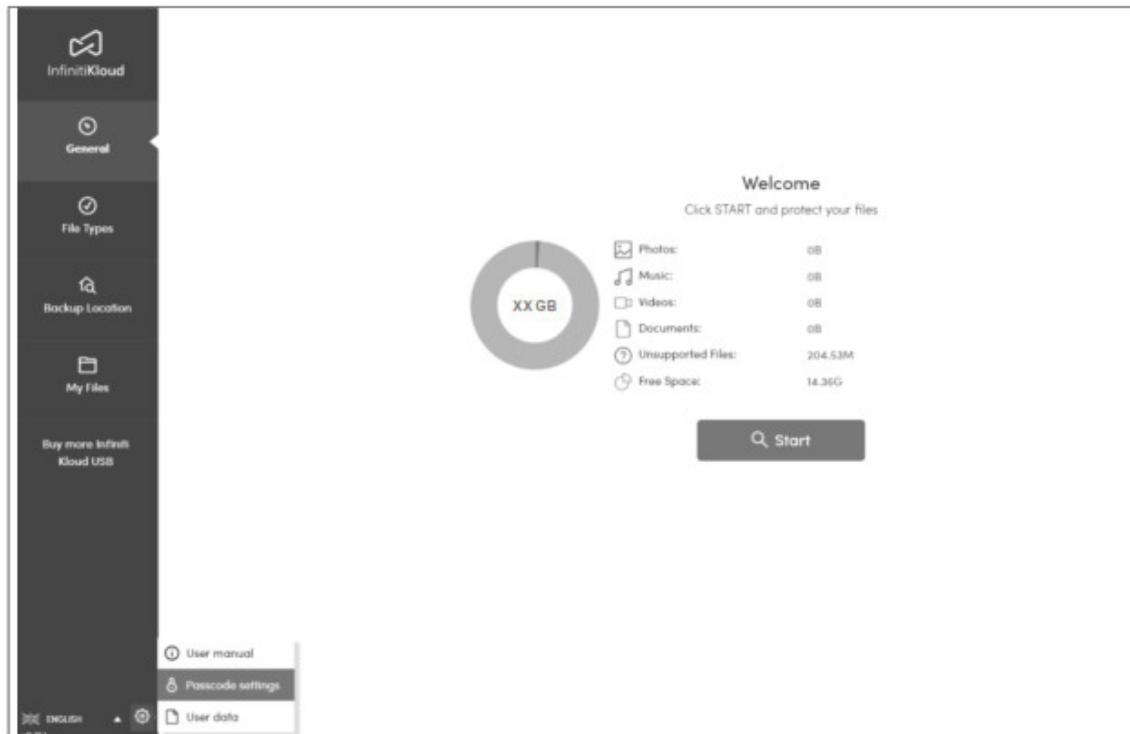 InfinitiKloud
General
File Types
Backup Location
My Files
Buy more Infiniti
Kloud USB
Welcome
Click START and protect your files
XX GB
Photos: 0B
Music: 0B
Videos: 0B
Documents: 0B
Unsupported Files: 204.53M
Free Space: 14.36G
Start
User manual
Passcode settings
User data
ENGLISH